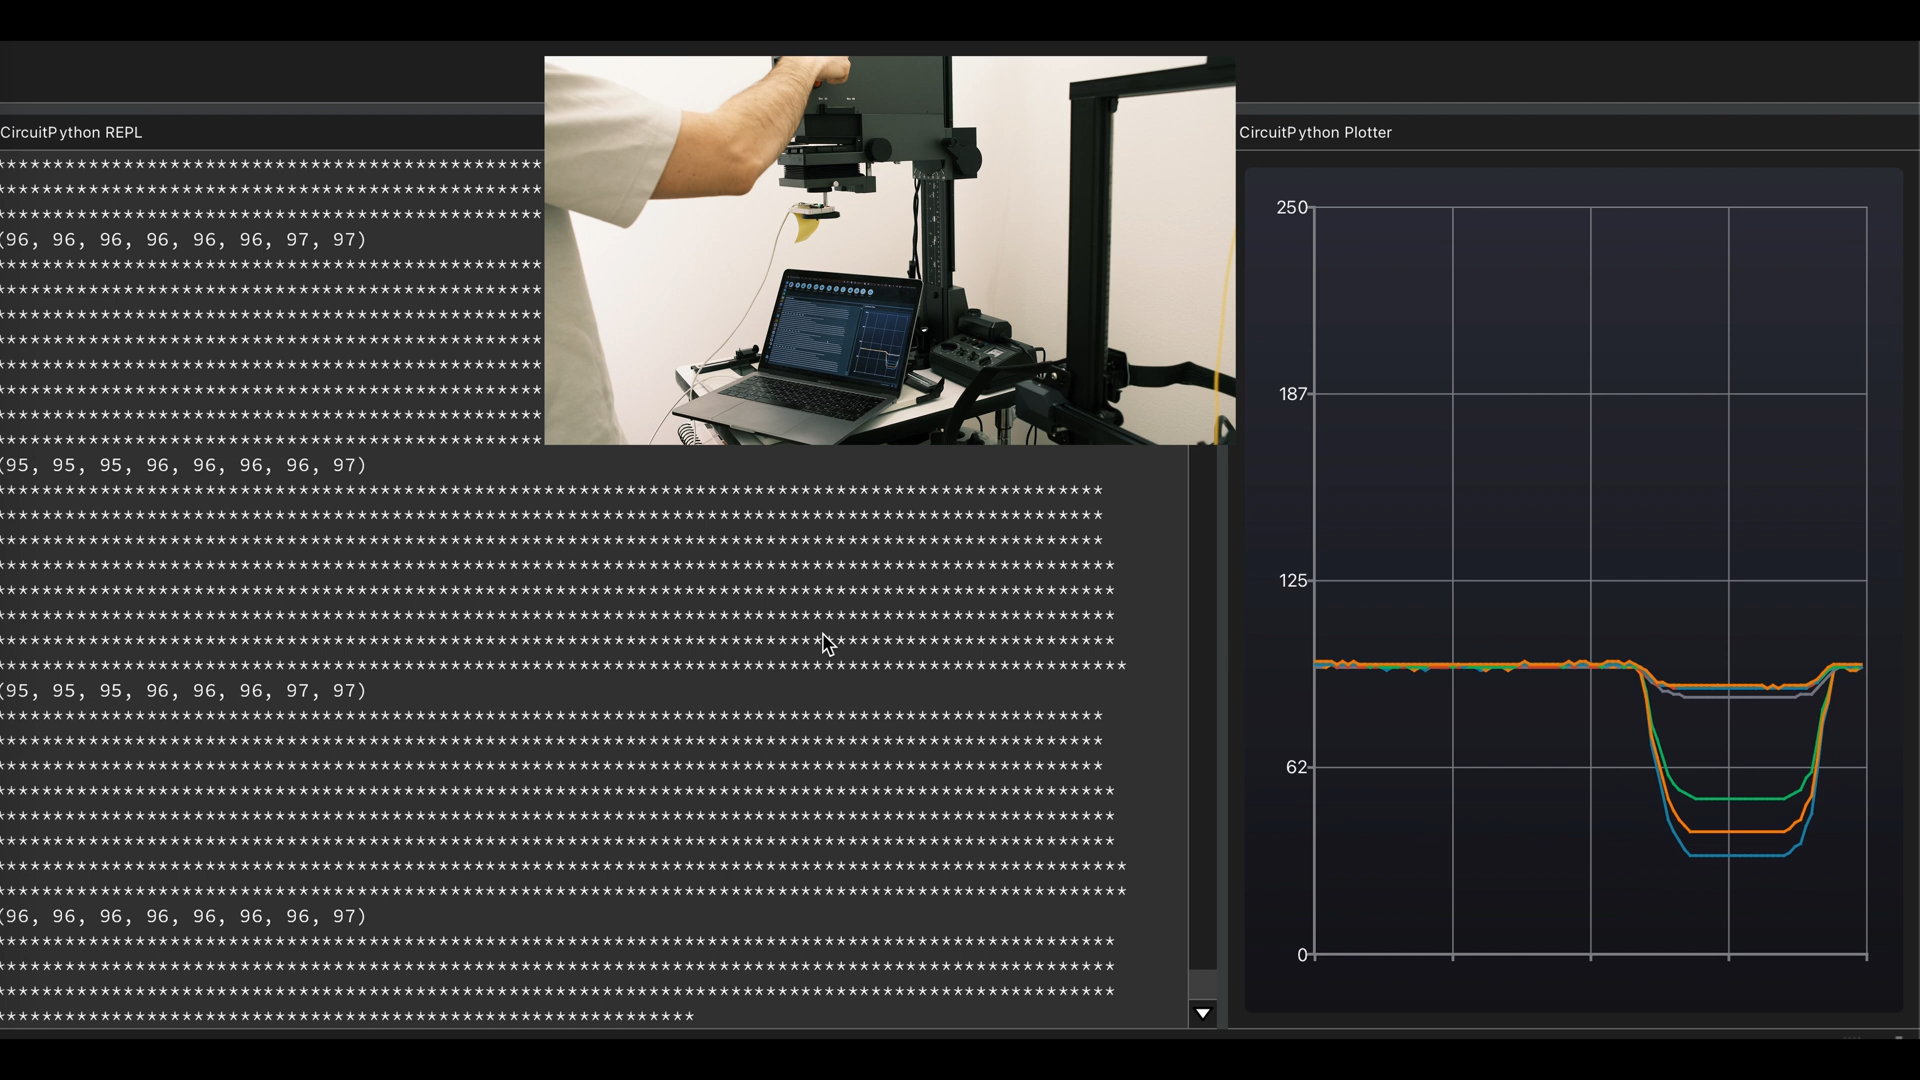 CircuitPython REPL
(96, 96, 96, 96, 96, 96, 97, 97)
(95, 95, 95, 96, 96, 96, 96, 97)
(95, 95, 95, 96, 96, 96, 97, 97)
(96, 96, 96, 96, 96, 96, 96, 97)
CircuitPython Plotter
250
187
125
62
0